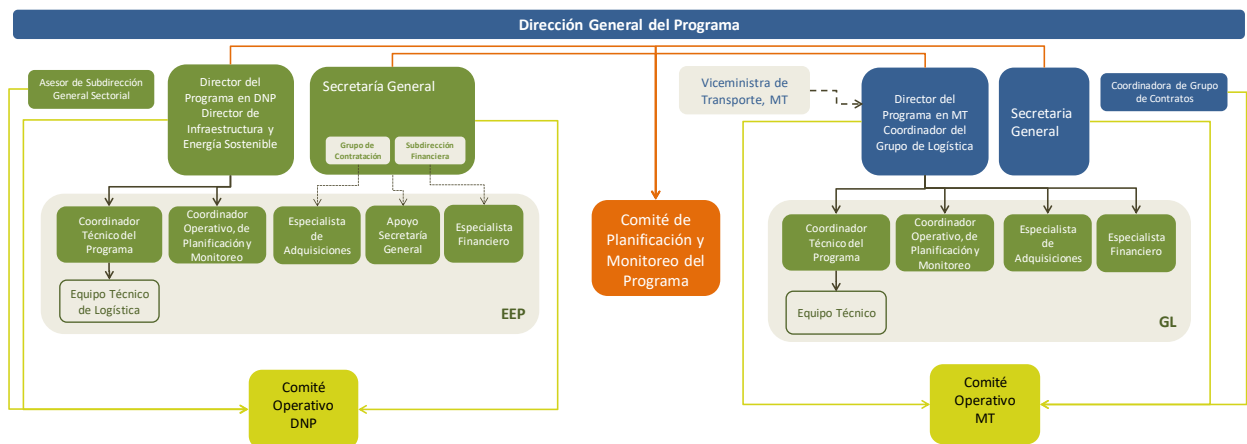 Dirección General del Programa
Asesor de Subdirección
General Sectorial
Director del
Programa en DNP
Director de
Infraestructura y
Energía Sostenible
Secretaría General
Grupo de
Contratación
Subdirección
Financiera
Viceministra de
Transporte, MT
Director del
Programa en MT
Coordinador del
Grupo de Logística
Secretaria
General
Coordinadora de Grupo
de Contratos
Coordinador
Técnico del
Programa
Coordinador
Operativo, de
Planificación y
Monitoreo
Especialista
de
Adquisiciones
Apoyo
Secretaría
General
Especialista
Financiero
Equipo Técnico
de Logística
EEP
Comité de
Planificación y
Monitoreo del
Programa
Coordinador
Técnico del
Programa
Coordinador
Operativo, de
Planificación y
Monitoreo
Especialista
de
Adquisiciones
Especialista
Financiero
Equipo Técnico
GL
Comité
Operativo
DNP
Comité
Operativo
MT